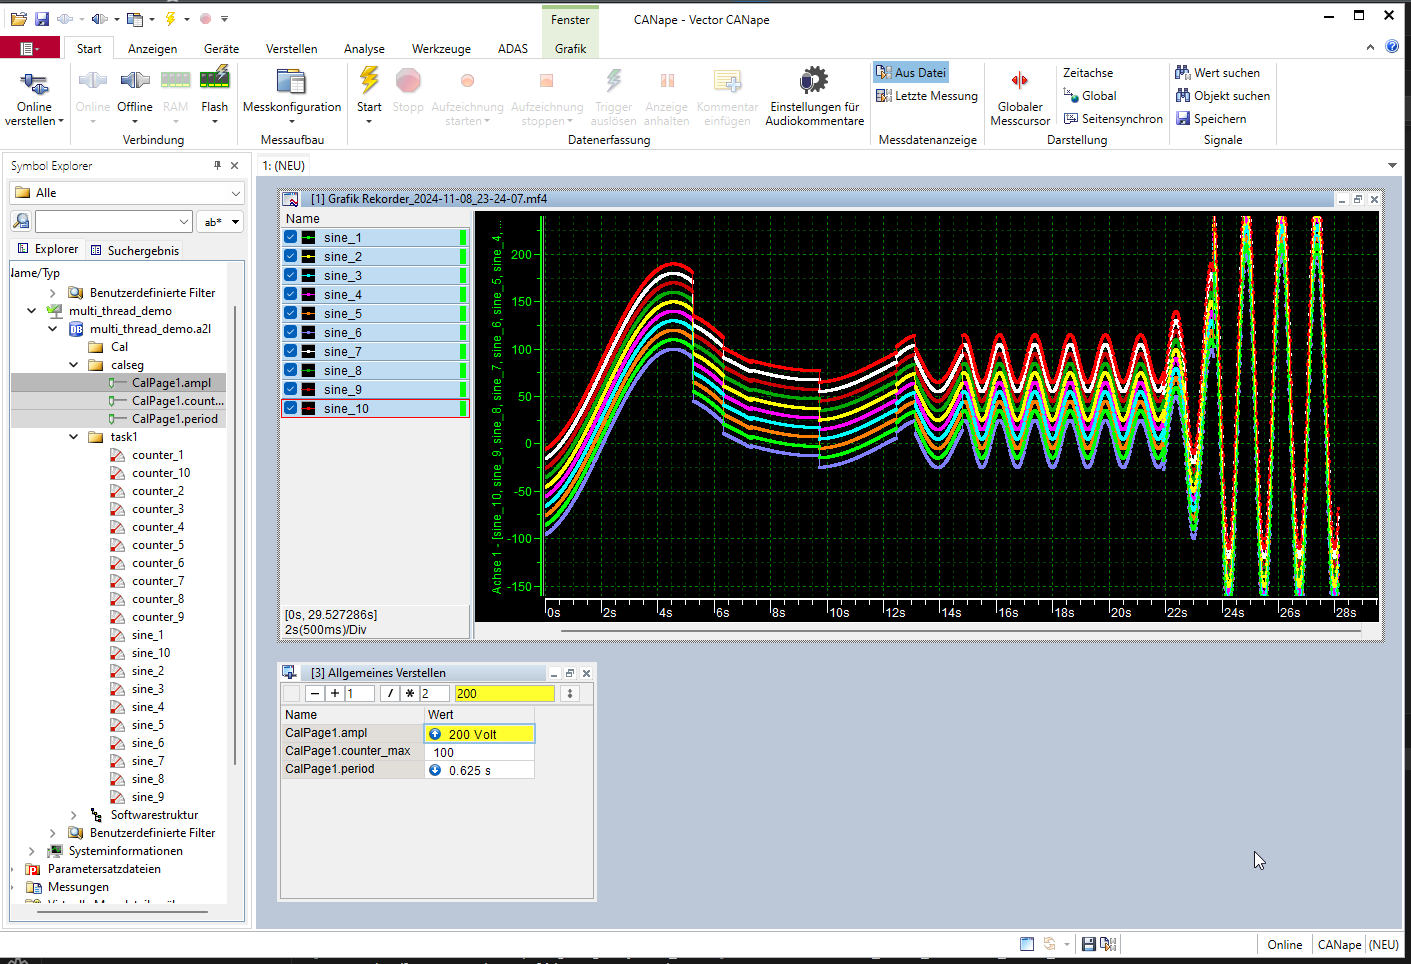 Fenster
CANape - Vector CANape
Start
Anzeigen
Geräte
Verstellen
Analyse
Werkzeuge
ADAS
Grafik
Online
verstellen
Online
Offline
RAM
Flash
Verbindung
Messkonfiguration
Messaufbau
Start
Stopp
Aufzeichnung
starten
Aufzeichnung
stoppen
Trigger
auslösen
Anzeige
anhalten
Kommentar
einfügen
Einstellungen für
Audiokommentare
Datenerfassung
Aus Datei
Letzte Messung
Messdatenanzeige
Globaler
Messcursor
Zeitachse
Global
Seitensynchron
Darstellung
Wert suchen
Objekt suchen
Speichern
Signale
Symbol Explorer
Alle
ab*
Explorer
Suchergebnis
Name/Typ
Benutzerdefinierte Filter
multi_thread_demo
multi_thread_demo.a2l
Cal
calseg
CalPage1.ampl
CalPage1.count...
CalPage1.period
task1
counter_1
counter_10
counter_2
counter_3
counter_4
counter_5
counter_6
counter_7
counter_8
counter_9
sine_1
sine_10
sine_2
sine_3
sine_4
sine_5
sine_6
sine_7
sine_8
sine_9
Softwarestruktur
Benutzerdefinierte Filter
Systeminformationen
Parametersatzdateien
Messungen
1: (NEU)
[1] Grafik Rekorder_2024-11-08_23-24-07.mf4
Name
sine_1
sine_2
sine_3
sine_4
sine_5
sine_6
sine_7
sine_8
sine_9
sine_10
[0s, 29.527286s]
2s(500ms)/Div
Achse 1 - [sine_10, sine_9, sine_8, sine_7, sine_6, sine_5, sine_4, ...
200
150
100
50
0
-50
-100
-150
0s
2s
4s
6s
8s
10s
12s
14s
16s
18s
20s
22s
24s
26s
28s
[3] Allgemeines Verstellen
− + 1 / * 2 200
Name Wert
CalPage1.ampl 200 Volt
CalPage1.counter_max 100
CalPage1.period 0.625 s
Online
CANape
(NEU)